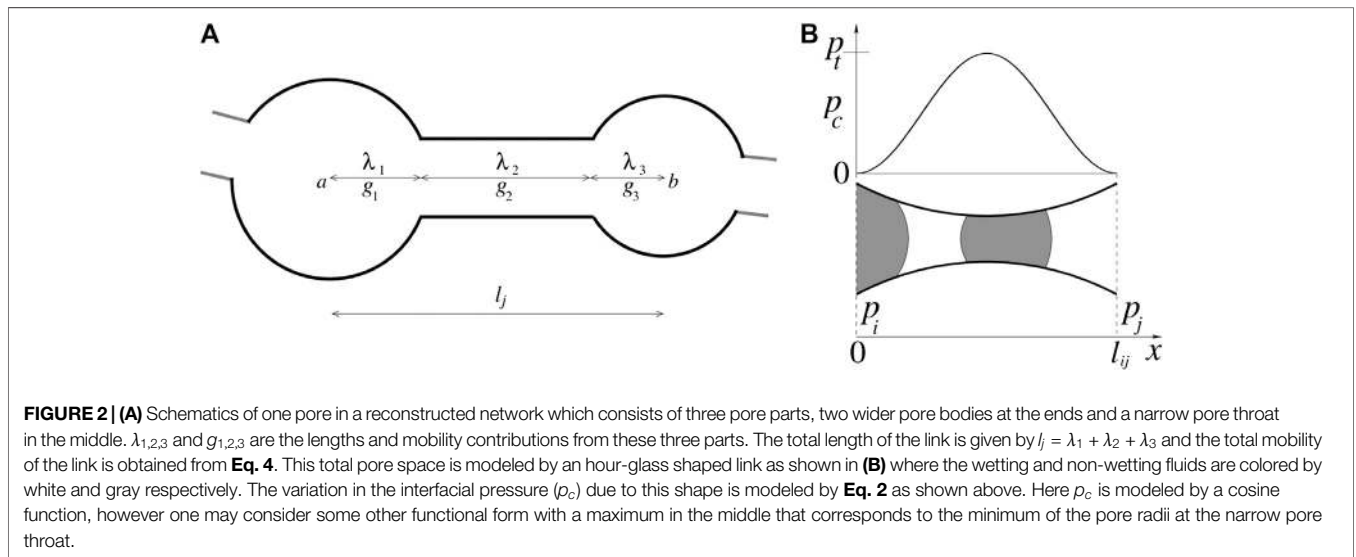 A
λ1
λ2
λ3
a
g1
g2
g3
b
lj
B
pt
pc
0
pi
pj
0
lij
x
FIGURE 2 | (A) Schematics of one pore in a reconstructed network which consists of three pore parts, two wider pore bodies at the ends and a narrow pore throat
in the middle. λ1,2,3 and g1,2,3 are the lengths and mobility contributions from these three parts. The total length of the link is given by lj = λ1 + λ2 + λ3 and the total mobility
of the link is obtained from Eq. 4. This total pore space is modeled by an hour-glass shaped link as shown in (B) where the wetting and non-wetting fluids are colored by
white and gray respectively. The variation in the interfacial pressure (pc) due to this shape is modeled by Eq. 2 as shown above. Here pc is modeled by a cosine
function, however one may consider some other functional form with a maximum in the middle that corresponds to the minimum of the pore radii at the narrow pore
throat.